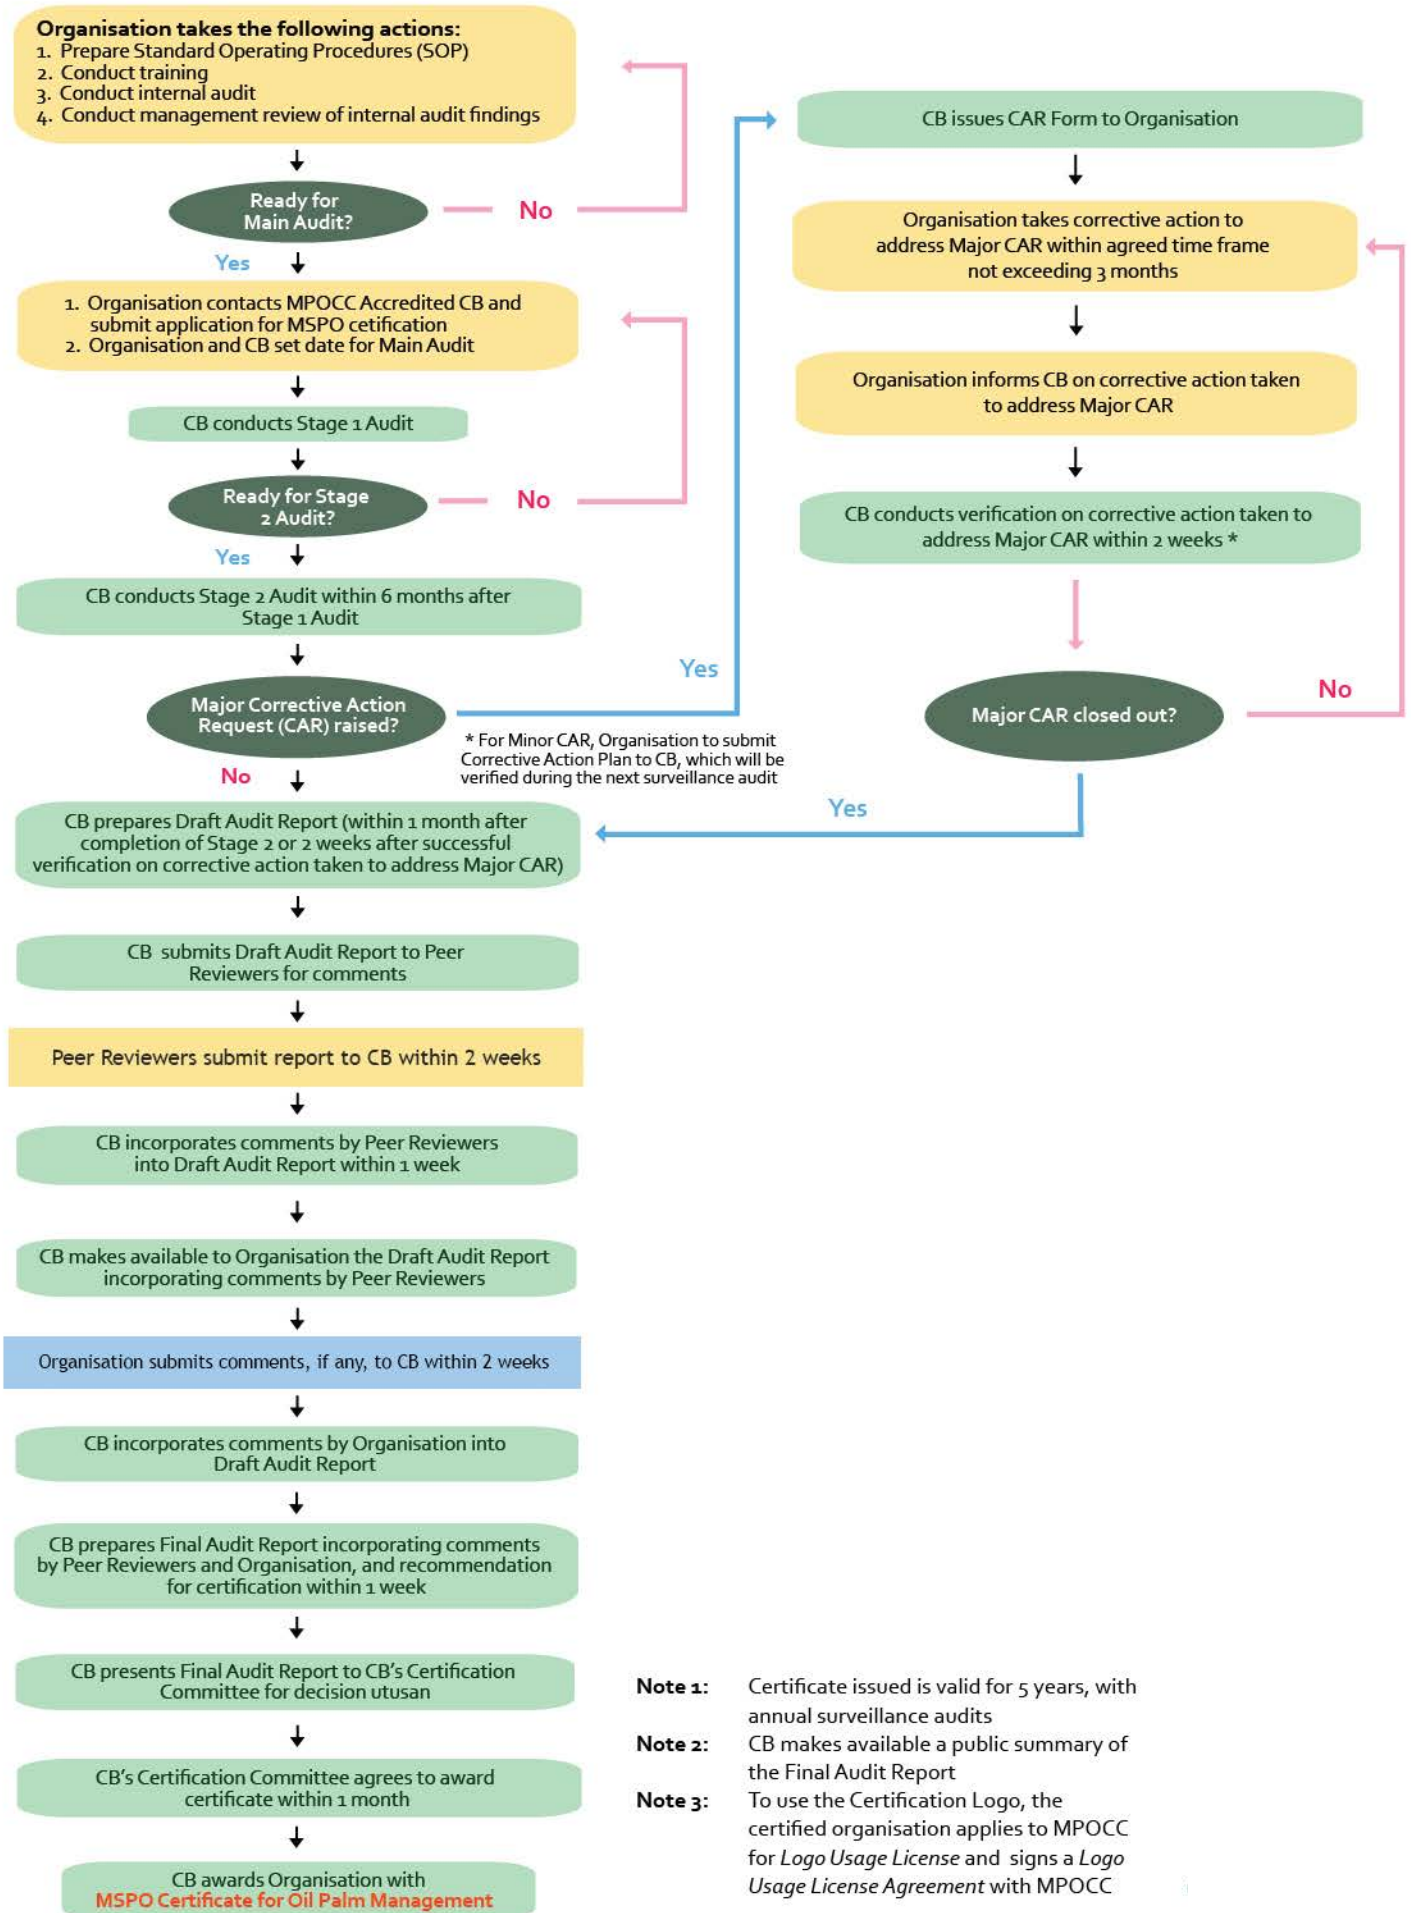 Organisation takes the following actions:
1. Prepare Standard Operating Procedures (SOP)
2. Conduct training
3. Conduct internal audit
4. Conduct management review of internal audit findings
Ready for
Main Audit?
No
Yes
1. Organisation contacts MPOCC Accredited CB and
submit application for MSPO cetification
2. Organisation and CB set date for Main Audit
CB conducts Stage 1 Audit
Ready for Stage
2 Audit?
No
Yes
CB conducts Stage 2 Audit within 6 months after
Stage 1 Audit
Major Corrective Action
Request (CAR) raised?
Yes
No
* For Minor CAR, Organisation to submit
Corrective Action Plan to CB, which will be
verified during the next surveillance audit
CB issues CAR Form to Organisation
Organisation takes corrective action to
address Major CAR within agreed time frame
not exceeding 3 months
Organisation informs CB on corrective action taken
to address Major CAR
CB conducts verification on corrective action taken to
address Major CAR within 2 weeks *
Major CAR closed out?
No
Yes
CB prepares Draft Audit Report (within 1 month after
completion of Stage 2 or 2 weeks after successful
verification on corrective action taken to address Major CAR)
CB submits Draft Audit Report to Peer
Reviewers for comments
Peer Reviewers submit report to CB within 2 weeks
CB incorporates comments by Peer Reviewers
into Draft Audit Report within 1 week
CB makes available to Organisation the Draft Audit Report
incorporating comments by Peer Reviewers
Organisation submits comments, if any, to CB within 2 weeks
CB incorporates comments by Organisation into
Draft Audit Report
CB prepares Final Audit Report incorporating comments
by Peer Reviewers and Organisation, and recommendation
for certification within 1 week
CB presents Final Audit Report to CB's Certification
Committee for decision utusan
CB's Certification Committee agrees to award
certificate within 1 month
CB awards Organisation with
MSPO Certificate for Oil Palm Management
Note 1: Certificate issued is valid for 5 years, with
annual surveillance audits
Note 2: CB makes available a public summary of
the Final Audit Report
Note 3: To use the Certification Logo, the
certified organisation applies to MPOCC
for Logo Usage License and signs a Logo
Usage License Agreement with MPOCC